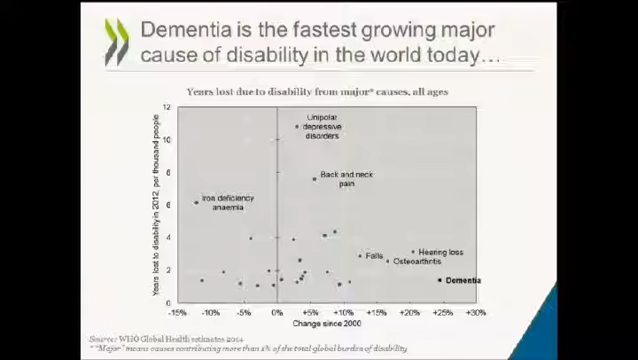 Dementia is the fastest growing major
cause of disability in the world today…
Years lost due to disability from major* causes, all ages
Years lost to disability in 2012, per thousand people
12
10
8
6
4
2
0
Unipolar
depressive
disorders
Back and neck
pain
Iron deficiency
anaemia
Falls
Hearing loss
Osteoarthritis
Dementia
-15%
-10%
-5%
0%
+5%
+10%
+15%
+20%
+25%
+30%
Change since 2000
Source: WHO Global Health estimates 2014
* "Major" means causes contributing more than 1% of the total global burden of disability